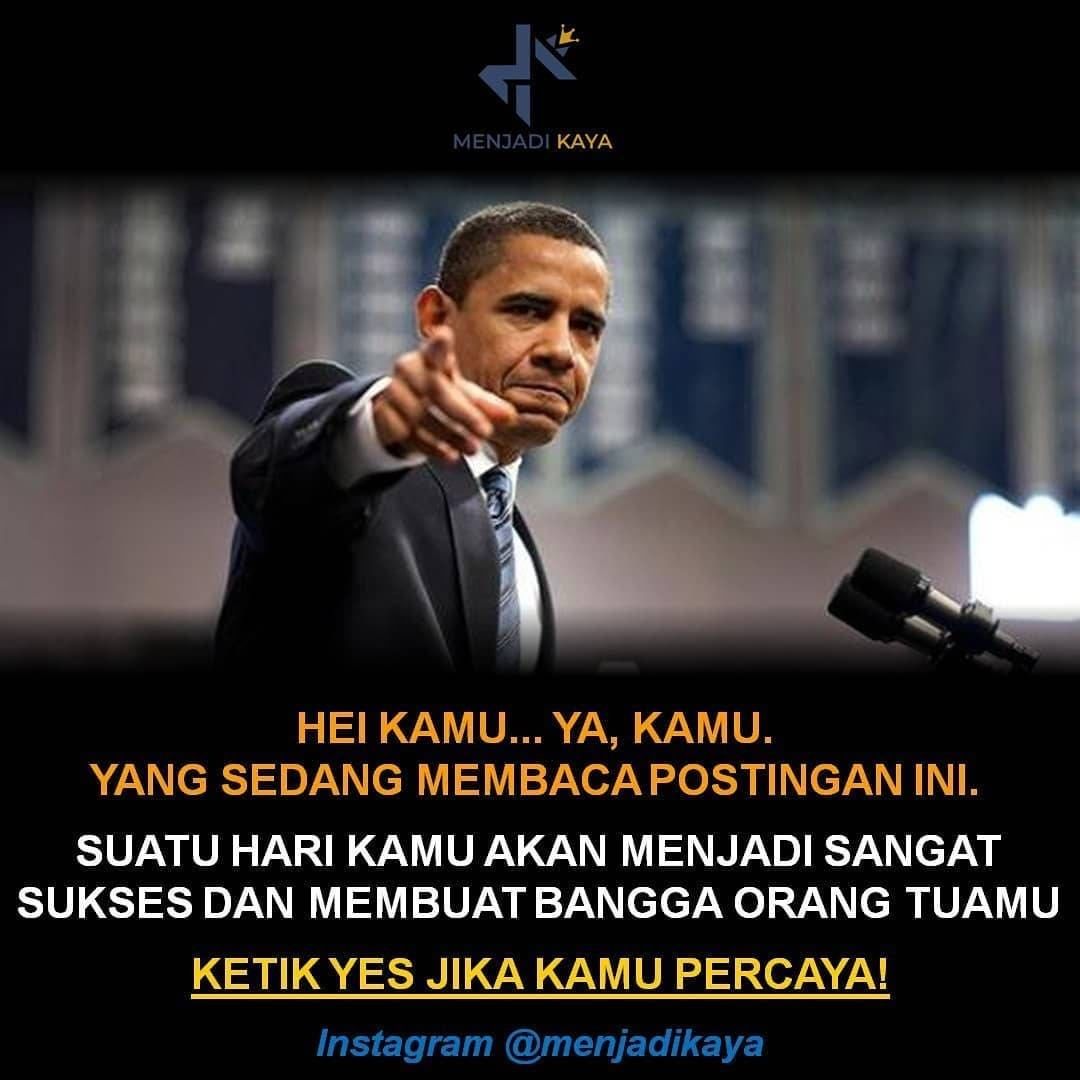 MENJADI KAYA
HEI KAMU... YA, KAMU.
YANG SEDANG MEMBACA POSTINGAN INI.
SUATU HARI KAMU AKAN MENJADI SANGAT
SUKSES DAN MEMBUAT BANGGA ORANG TUAMU
KETIK YES JIKA KAMU PERCAYA!
Instagram @menjadikaya